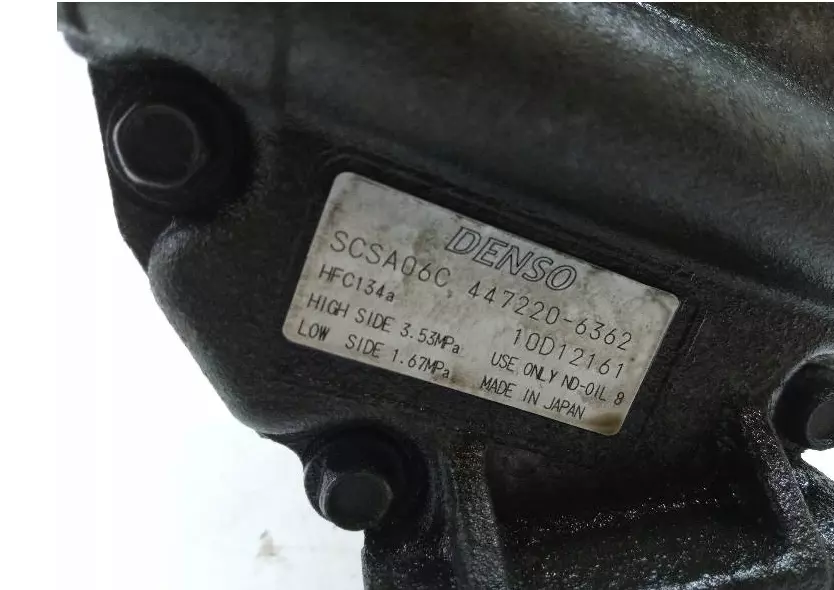 DENSO
SCSA06C 447220-6362
HFC134a 10D12161
HIGH SIDE 3.53MPa USE ONLY ND-OIL 8
LOW SIDE 1.67MPa MADE IN JAPAN